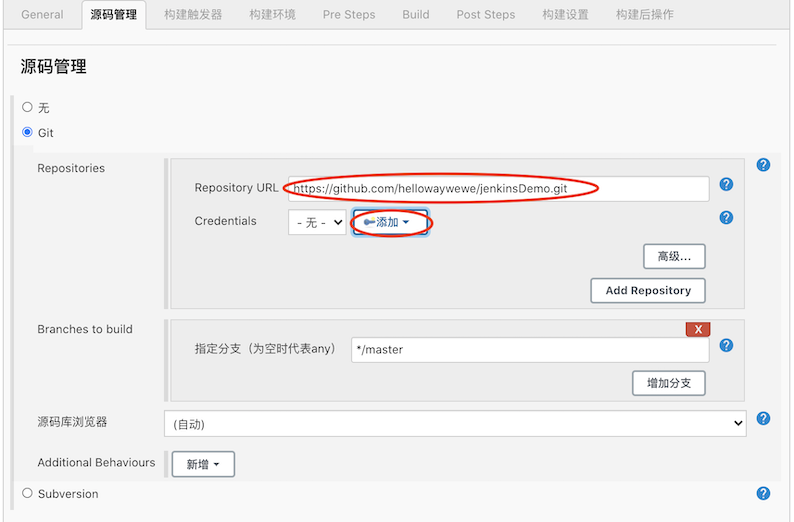 General 源码管理 构建触发器 构建环境 Pre Steps Build Post Steps 构建设置 构建后操作
源码管理
无
Git
Repositories
Repository URL https://github.com/hellowaywewe/jenkinsDemo.git
Credentials - 无 - 添加
高级...
Add Repository
Branches to build
X
指定分支（为空时代表any） */master
增加分支
源码库浏览器 (自动)
Additional Behaviours 新增
Subversion